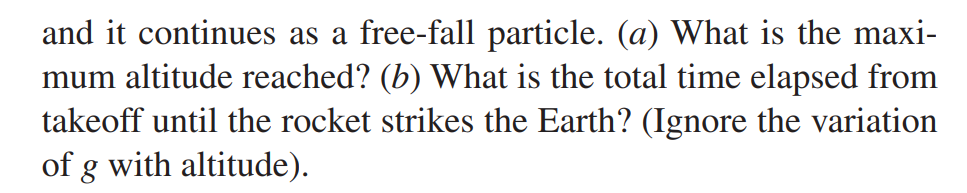 and it continues as a free-fall particle. (a) What is the maxi-
mum altitude reached? (b) What is the total time elapsed from
takeoff until the rocket strikes the Earth? (Ignore the variation
of g with altitude).